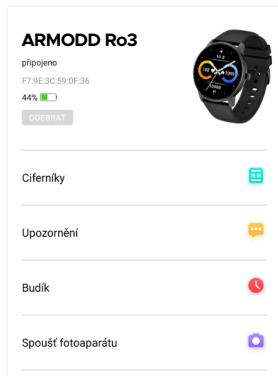 ARMODD Ro3
připojeno
F7:9E:3C:59:0F:36
44%
ODEBRAT
Ciferníky
Upozornění
Budík
Spoušť fotoaparátu